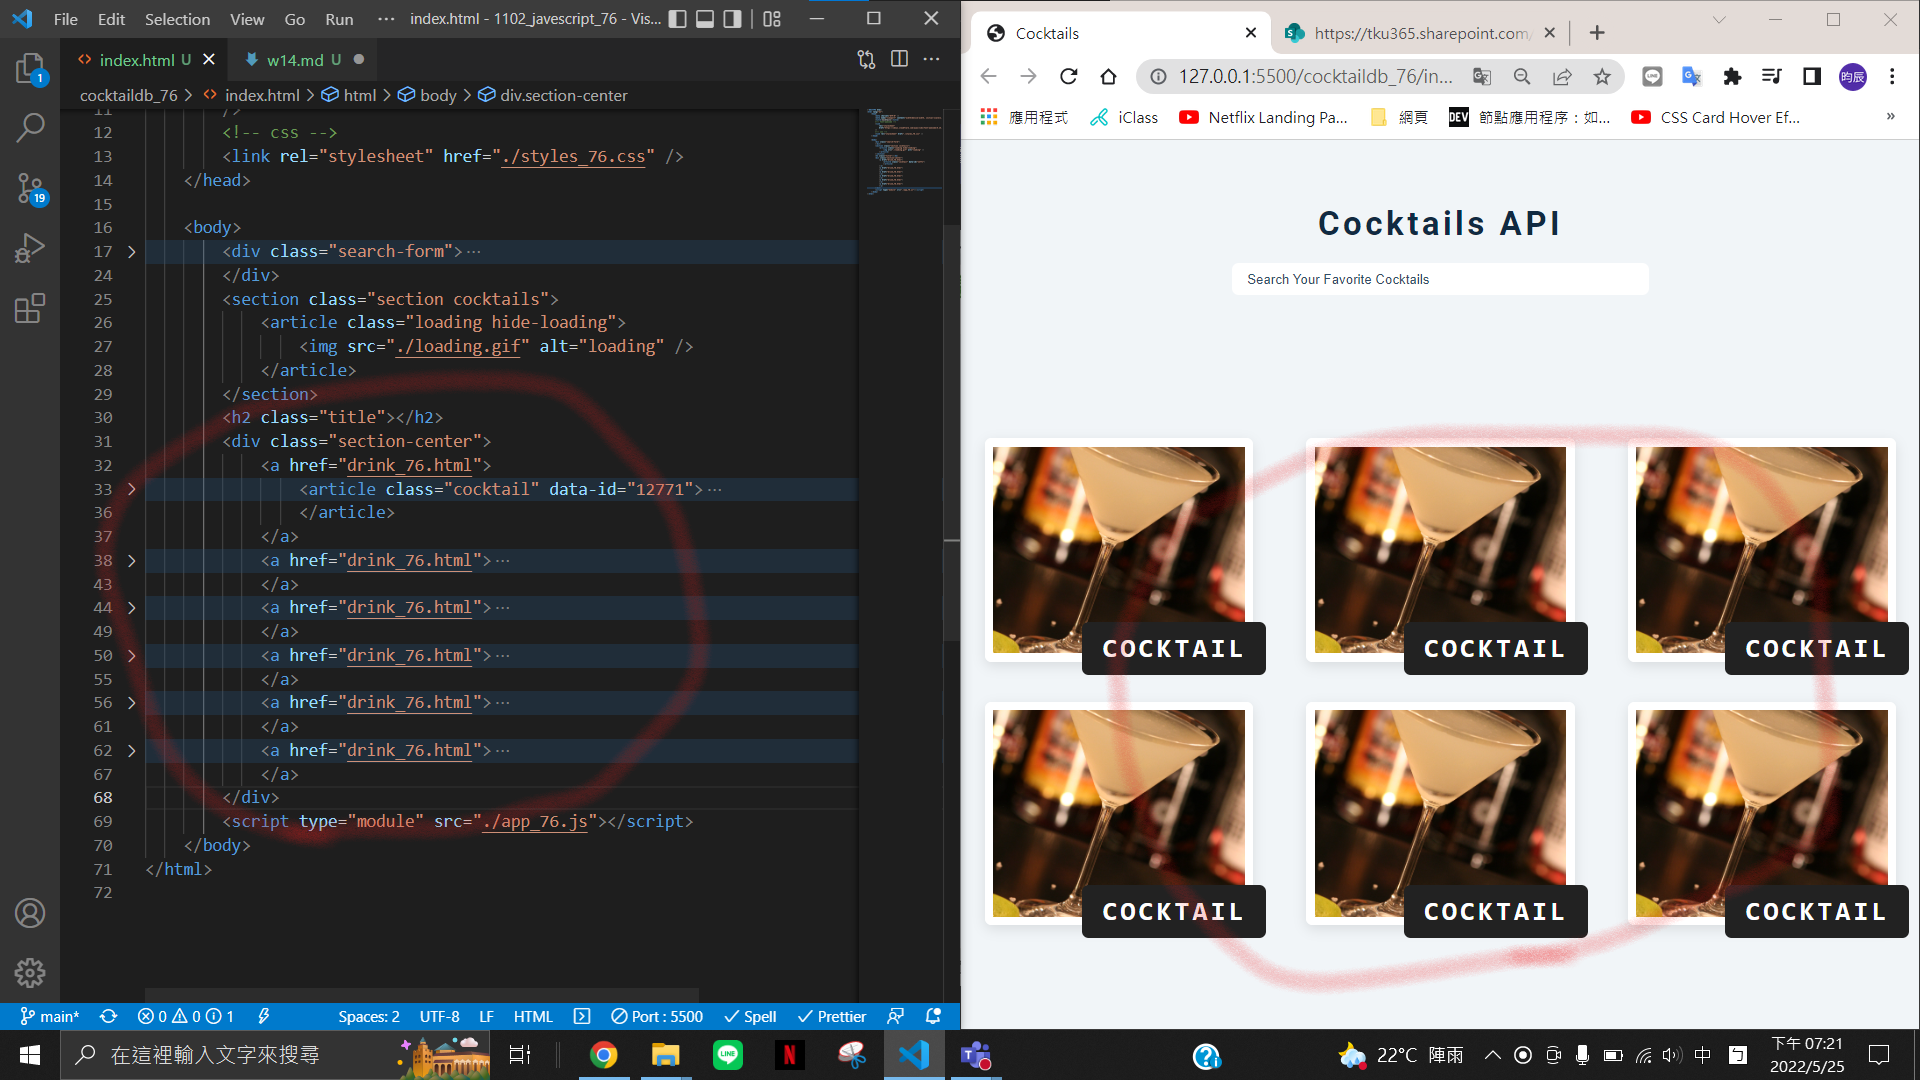 File Edit Selection View Go Run ··· index.html - 1102_javescript_76 - Vis...
index.html U
w14.md U
cocktaildb_76 > index.html > html > body > div.section-center
11 />
12 <!-- css -->
13 <link rel="stylesheet" href="./styles_76.css" />
14 </head>
15
16 <body>
17 <div class="search-form">···
24 </div>
25 <section class="section cocktails">
26 <article class="loading hide-loading">
27 <img src="./loading.gif" alt="loading" />
28 </article>
29 </section>
30 <h2 class="title"></h2>
31 <div class="section-center">
32 <a href="drink_76.html">
33 <article class="cocktail" data-id="12771">···
36 </article>
37 </a>
38 <a href="drink_76.html">···
43 </a>
44 <a href="drink_76.html">···
49 </a>
50 <a href="drink_76.html">···
55 </a>
56 <a href="drink_76.html">···
61 </a>
62 <a href="drink_76.html">···
67 </a>
68 </div>
69 <script type="module" src="./app_76.js"></script>
70 </body>
71 </html>
72
1
19
main* 0 0 1 Spaces: 2 UTF-8 LF HTML Port : 5500 Spell Prettier
Cocktails
https://tku365.sharepoint.com/
127.0.0.1:5500/cocktaildb_76/in...
昀辰
應用程式 iClass Netflix Landing Pa... 網頁 DEV 節點應用程序：如... CSS Card Hover Ef... »
Cocktails API
Search Your Favorite Cocktails
COCKTAIL COCKTAIL COCKTAIL
COCKTAIL COCKTAIL COCKTAIL
在這裡輸入文字來搜尋
LINE
N
22°C 陣雨
中
下午 07:21
2022/5/25